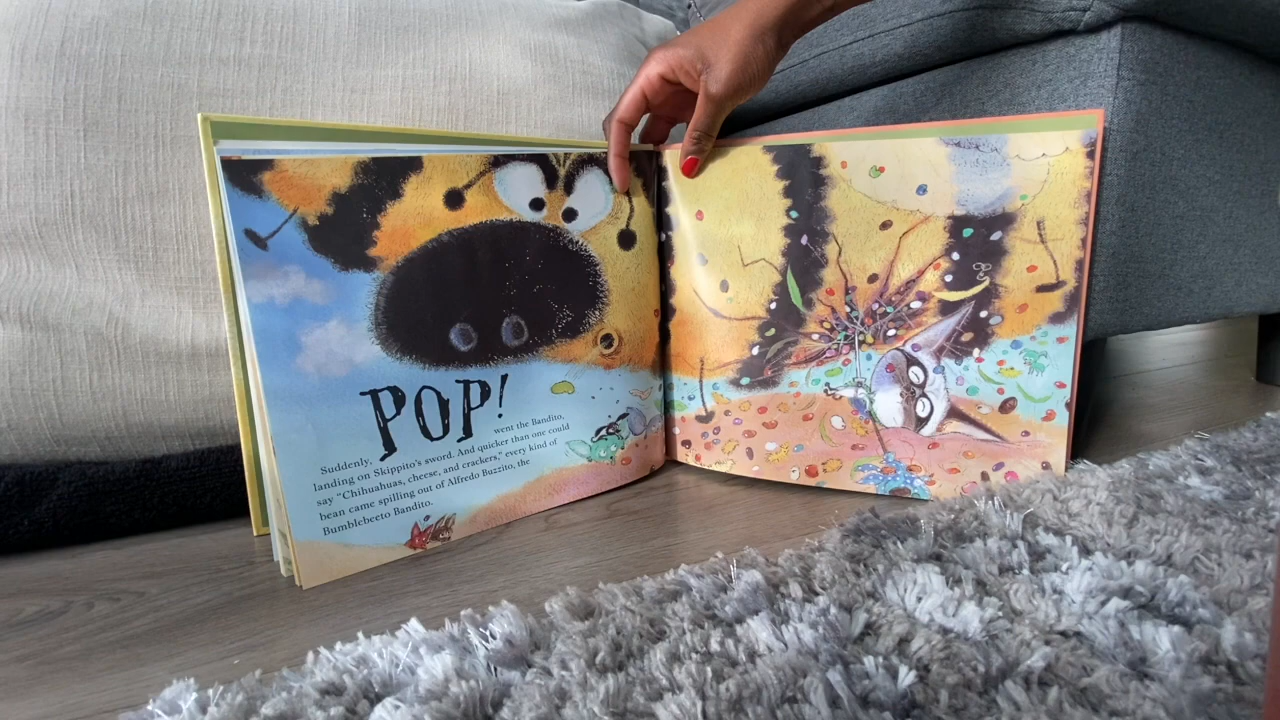 Suddenly, POP! went the Bandito,
landing on Skippito's sword. And quicker than one could
say “Chihuahuas, cheese, and crackers,” every kind of
bean came spilling out of Alfredo Buzzito, the
Bumblebeeto Bandito.